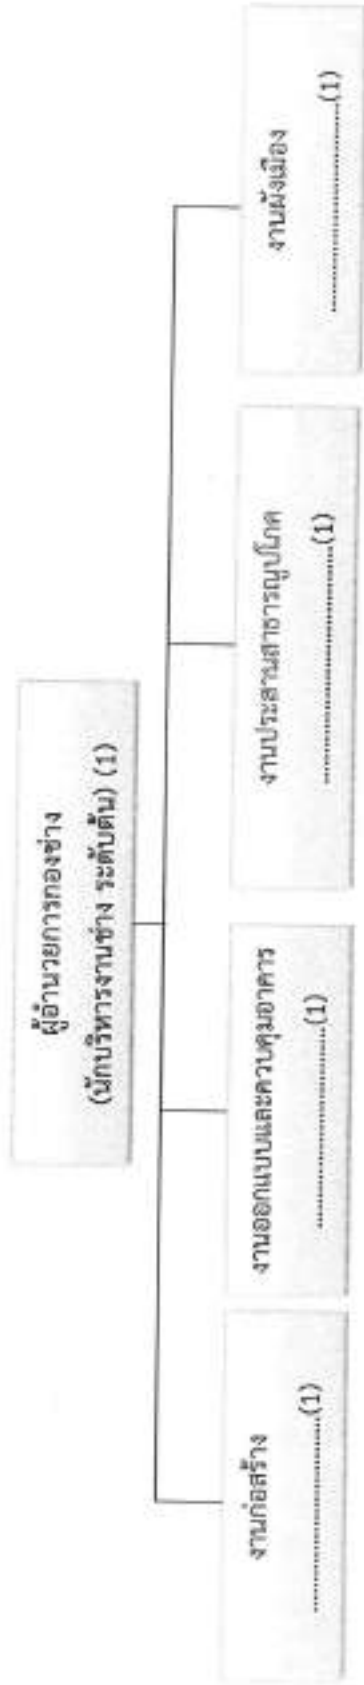 ผู้อำนวยการกองช่าง
(นักบริหารงานช่าง ระดับต้น) (1)
งานก่อสร้าง
........................................(1)
งานออกแบบและควบคุมอาคาร
........................................(1)
งานประสานสาธารณูปโภค
........................................(1)
งานผังเมือง
........................................(1)